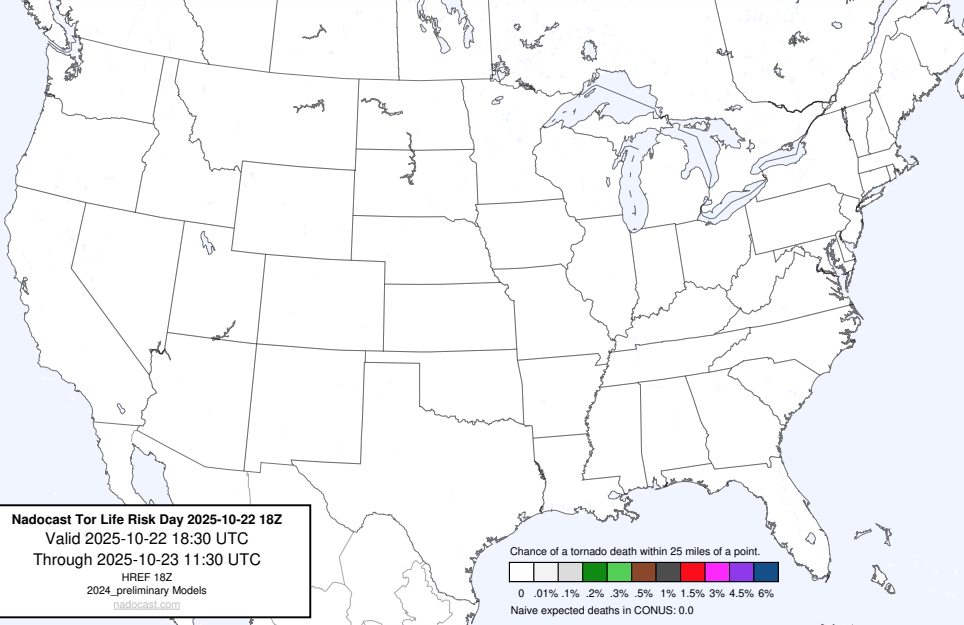 Nadocast Tor Life Risk Day 2025-10-22 18Z
Valid 2025-10-22 18:30 UTC
Through 2025-10-23 11:30 UTC
HREF 18Z
2024_preliminary Models
nadocast.com
Chance of a tornado death within 25 miles of a point.
0 .01% .1% .2% .3% .5% 1% 1.5% 3% 4.5% 6%
Naive expected deaths in CONUS: 0.0